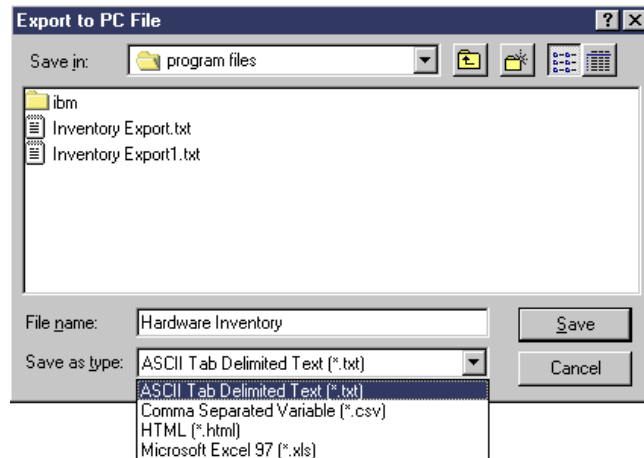 Export to PC File
Save in: program files
ibm
Inventory Export.txt
Inventory Export1.txt
File name: Hardware Inventory
Save
Save as type: ASCII Tab Delimited Text (*.txt)
Cancel
ASCII Tab Delimited Text (*.txt)
Comma Separated Variable (*.csv)
HTML (*.html)
Microsoft Excel 97 (*.xls)